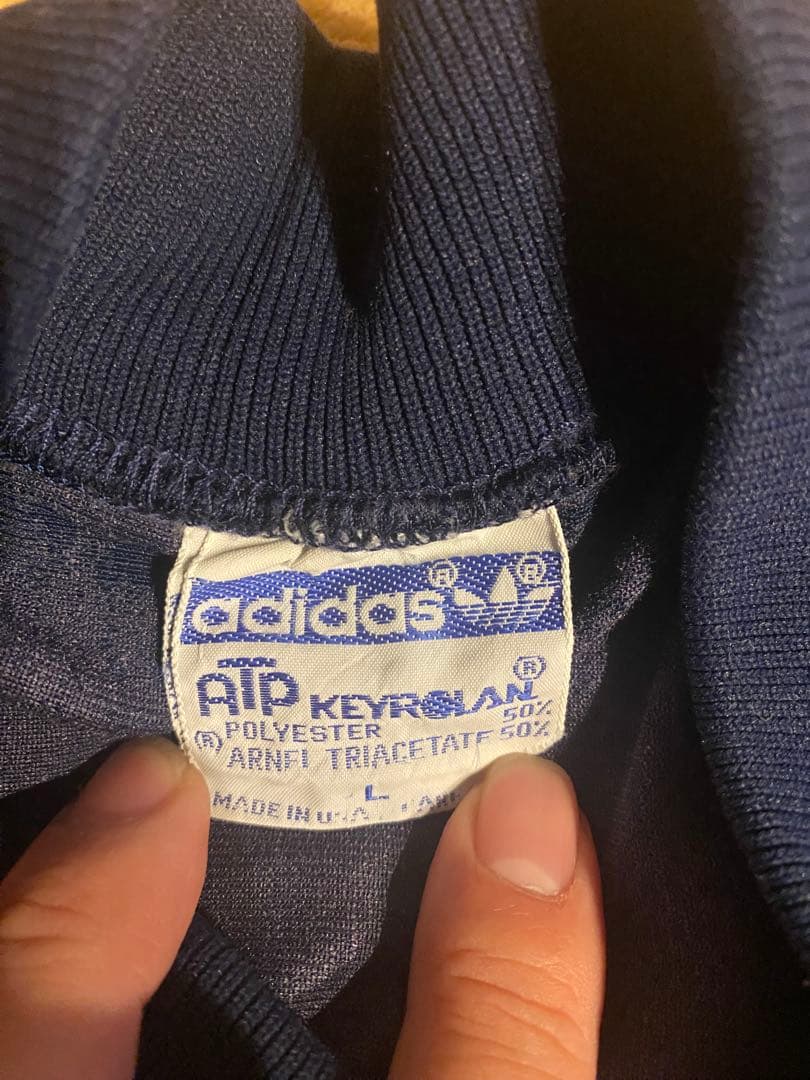 adidas® ®
ATP KEYROLAN®
POLYESTER 50%
® ARNEL TRIACETATE 50%
L
MADE IN U.S.A.